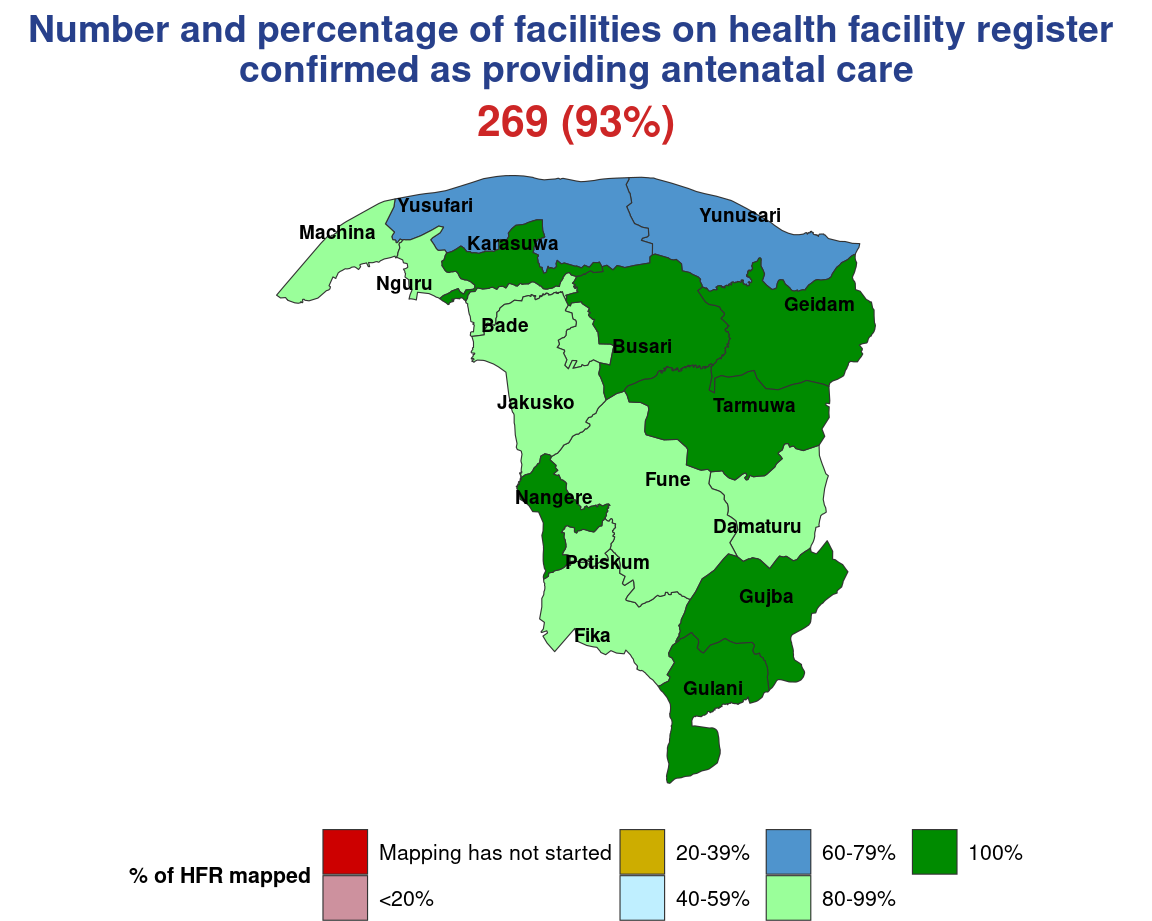 Number and percentage of facilities on health facility register
confirmed as providing antenatal care
269 (93%)
Yusufari
Yunusari
Machina
Karasuwa
Nguru
Geidam
Bade
Busari
Jakusko
Tarmuwa
Fune
Nangere
Damaturu
Potiskum
Gujba
Fika
Gulani
% of HFR mapped
Mapping has not started
<20%
20-39%
40-59%
60-79%
80-99%
100%